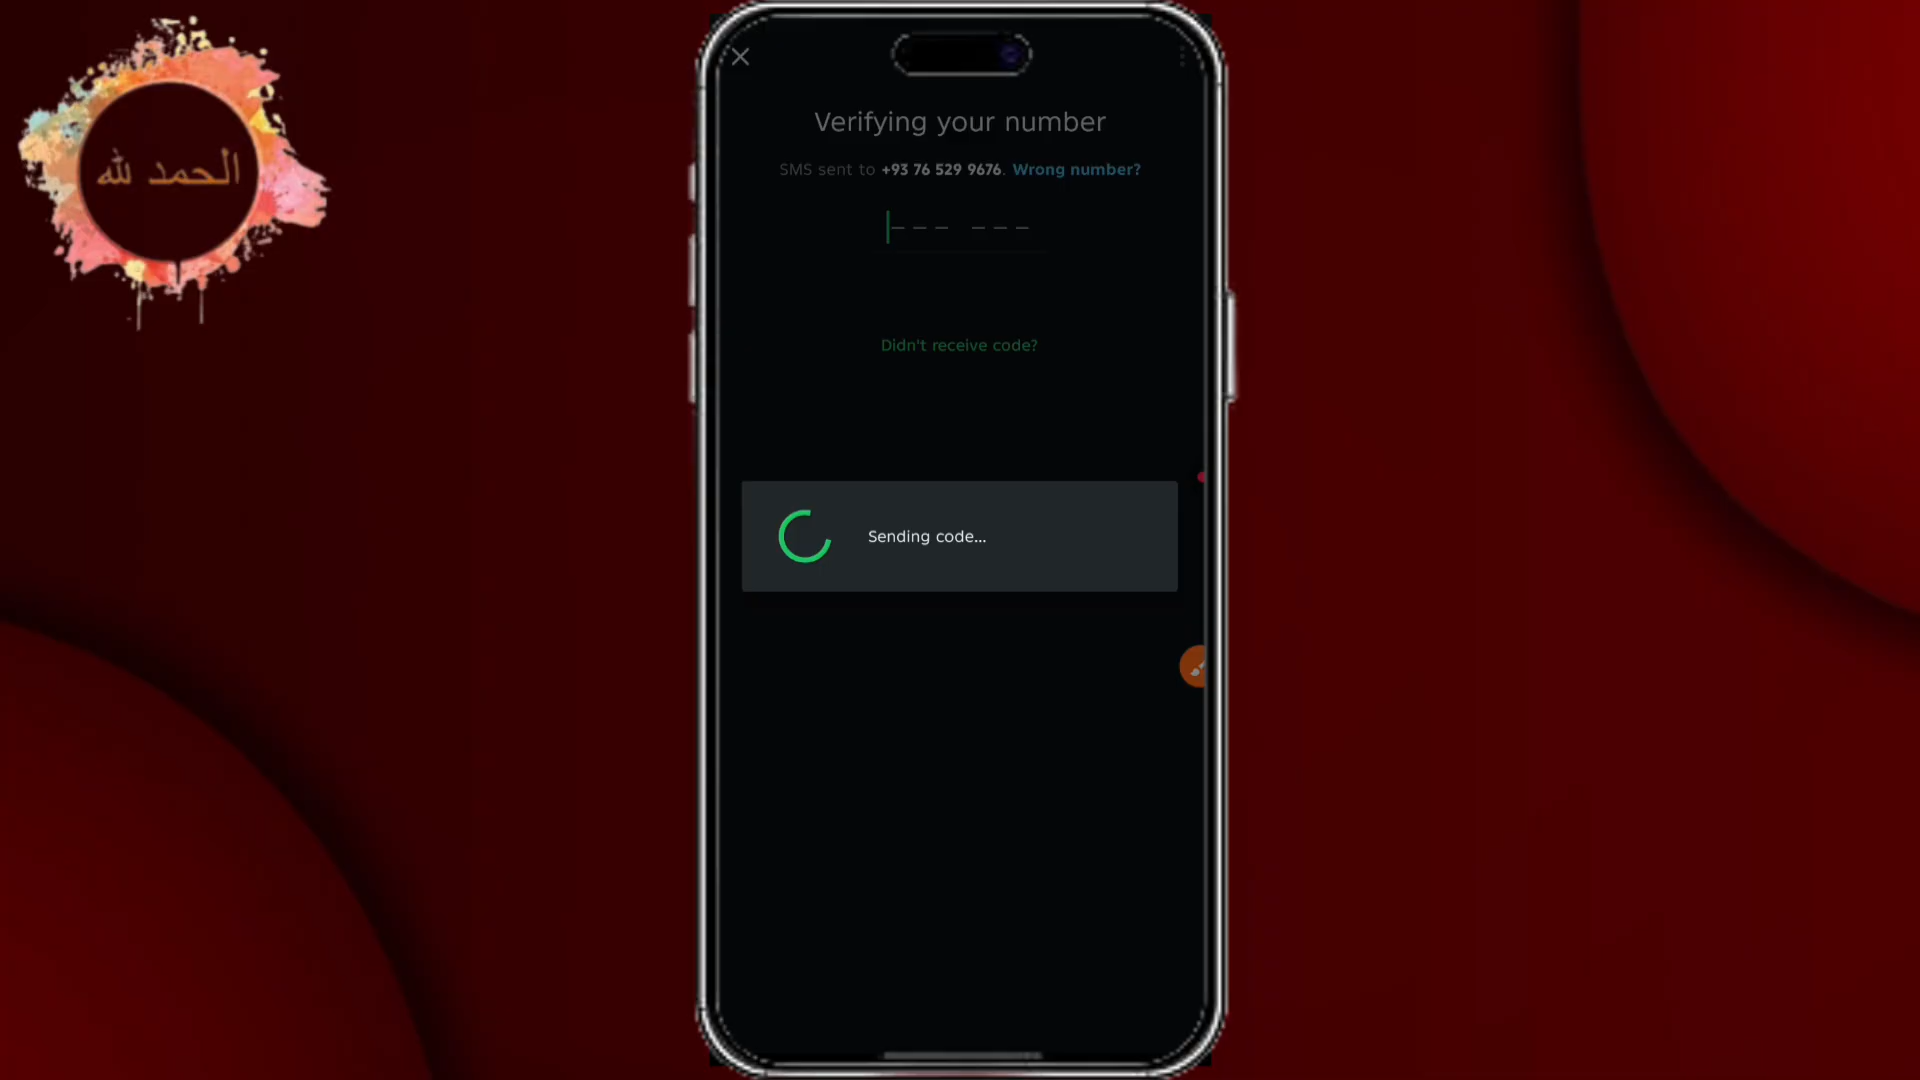 الحمد لله
Verifying your number
SMS sent to +93 76 529 9676. Wrong number?
Didn't receive code?
Sending code...